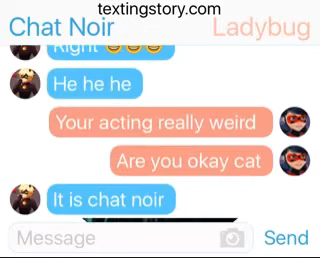 textingstory.com
Chat Noir Ladybug
Right 😊😊😊
He he he
Your acting really weird
Are you okay cat
It is chat noir
Message Send